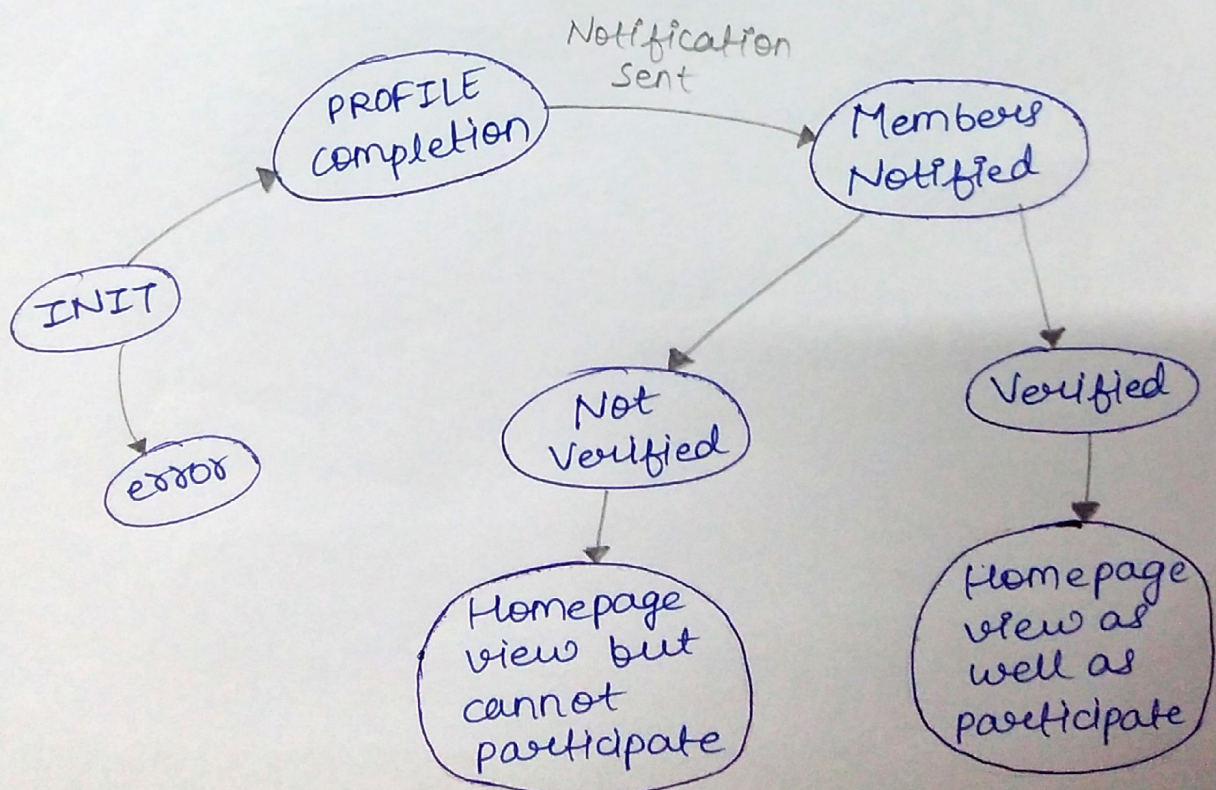 Notification
Sent
PROFILE
completion
Members
Notified
INIT
error
Not
Verified
Verified
Homepage
view but
cannot
participate
Homepage
view as
well as
participate